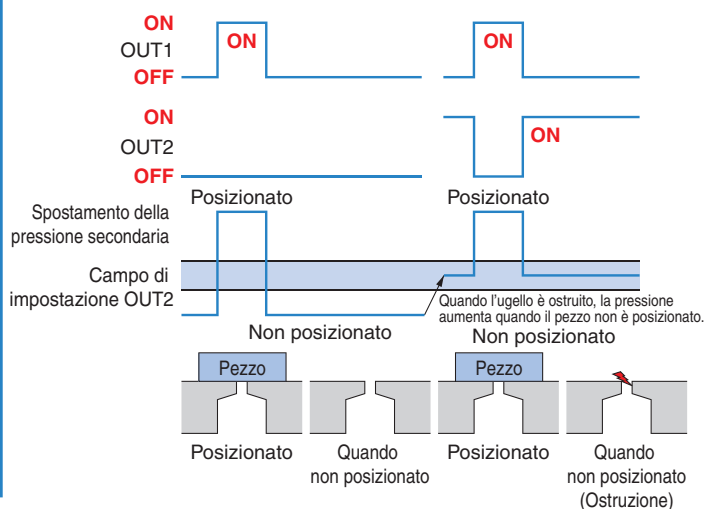 ON
OUT1
ON
ON
OFF
ON
OUT2
ON
OFF
Posizionato
Posizionato
Spostamento della
pressione secondaria
Campo di
impostazione OUT2
Quando l'ugello è ostruito, la pressione
aumenta quando il pezzo non è posizionato.
Non posizionato
Non posizionato
Pezzo
Pezzo
Posizionato
Quando
non posizionato
Posizionato
Quando
non posizionato
(Ostruzione)